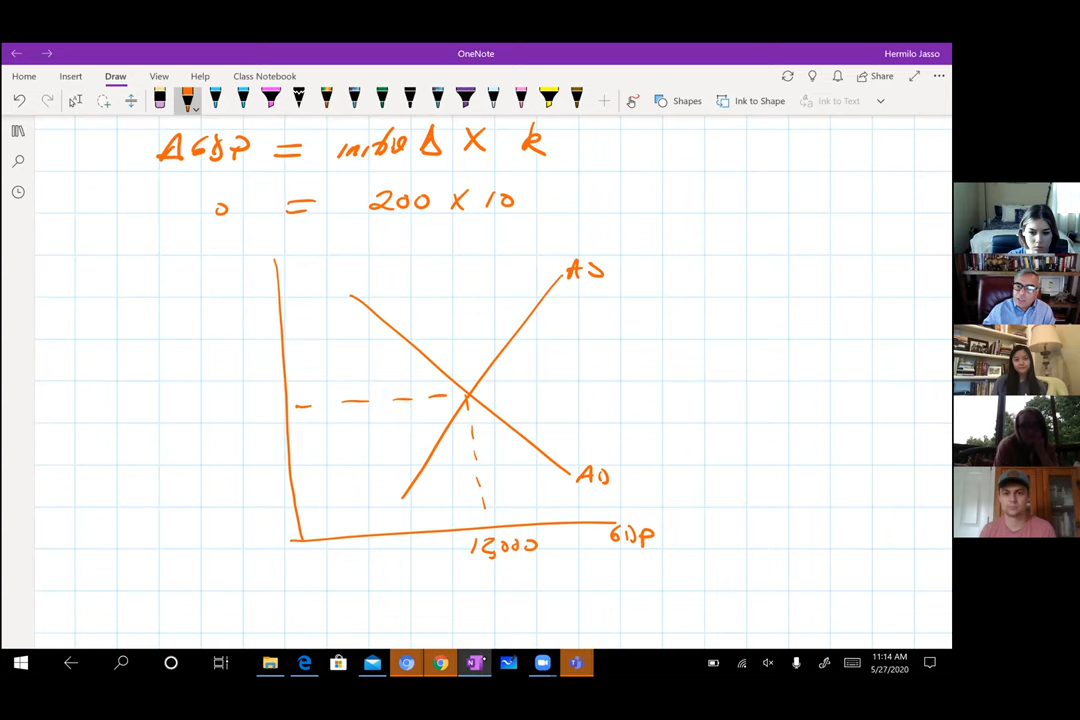 OneNote
Hermilo Jasso
Home Insert Draw View Help Class Notebook
Share
Shapes Ink to Shape Ink to Text
ΔGDP = initial Δ X k
0 = 200 X 10
AS
AD
GDP
11:14 AM
5/27/2020